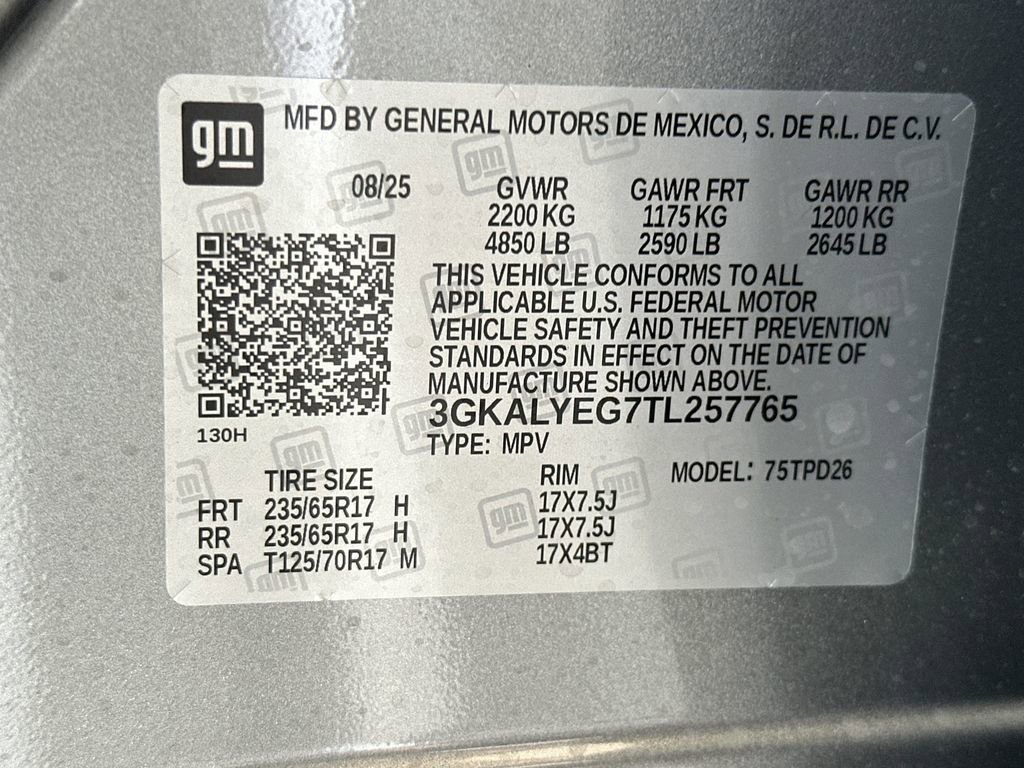 gm MFD BY GENERAL MOTORS DE MEXICO, S. DE R.L. DE C.V.
08/25 GVWR GAWR FRT GAWR RR
2200 KG 1175 KG 1200 KG
4850 LB 2590 LB 2645 LB
THIS VEHICLE CONFORMS TO ALL
APPLICABLE U.S. FEDERAL MOTOR
VEHICLE SAFETY AND THEFT PREVENTION
STANDARDS IN EFFECT ON THE DATE OF
MANUFACTURE SHOWN ABOVE.
3GKALYEG7TL257765
130H
TYPE: MPV
TIRE SIZE RIM MODEL: 75TPD26
FRT 235/65R17 H 17X7.5J
RR 235/65R17 H 17X7.5J
SPA T125/70R17 M 17X4BT